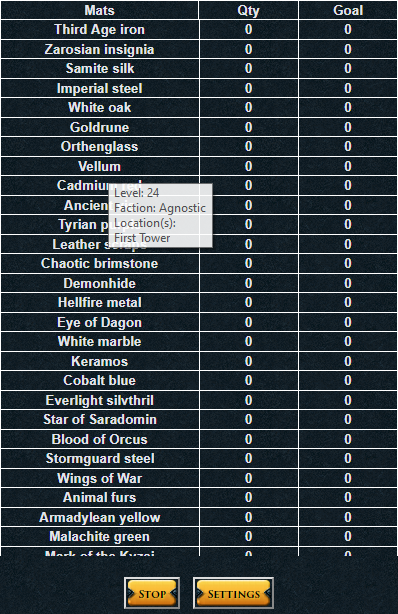 Mats Qty Goal
Third Age iron 0 0
Zarosian insignia 0 0
Samite silk 0 0
Imperial steel 0 0
White oak 0 0
Goldrune 0 0
Orthenglass 0 0
Vellum 0 0
Cadmium 0 0
Level: 24
Ancien 0 0
Faction: Agnostic
Tyrian 0 0
Location(s):
Leather 0 0
First Tower
Chaotic brimstone 0 0
Demonhide 0 0
Hellfire metal 0 0
Eye of Dagon 0 0
White marble 0 0
Keramos 0 0
Cobalt blue 0 0
Everlight silvthril 0 0
Star of Saradomin 0 0
Blood of Orcus 0 0
Stormguard steel 0 0
Wings of War 0 0
Animal furs 0 0
Armadylean yellow 0 0
Malachite green 0 0
Mark of the Kyzaj 0 0
Stop Settings